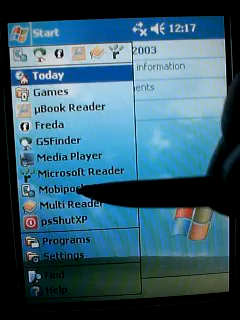 Start 12:17
2003
Today
information
Games
ents
µBook Reader
Freda
GSFinder
Media Player
Microsoft Reader
Mobipo
Multi Reader
psShutXP
Programs
Settings
Find
Help